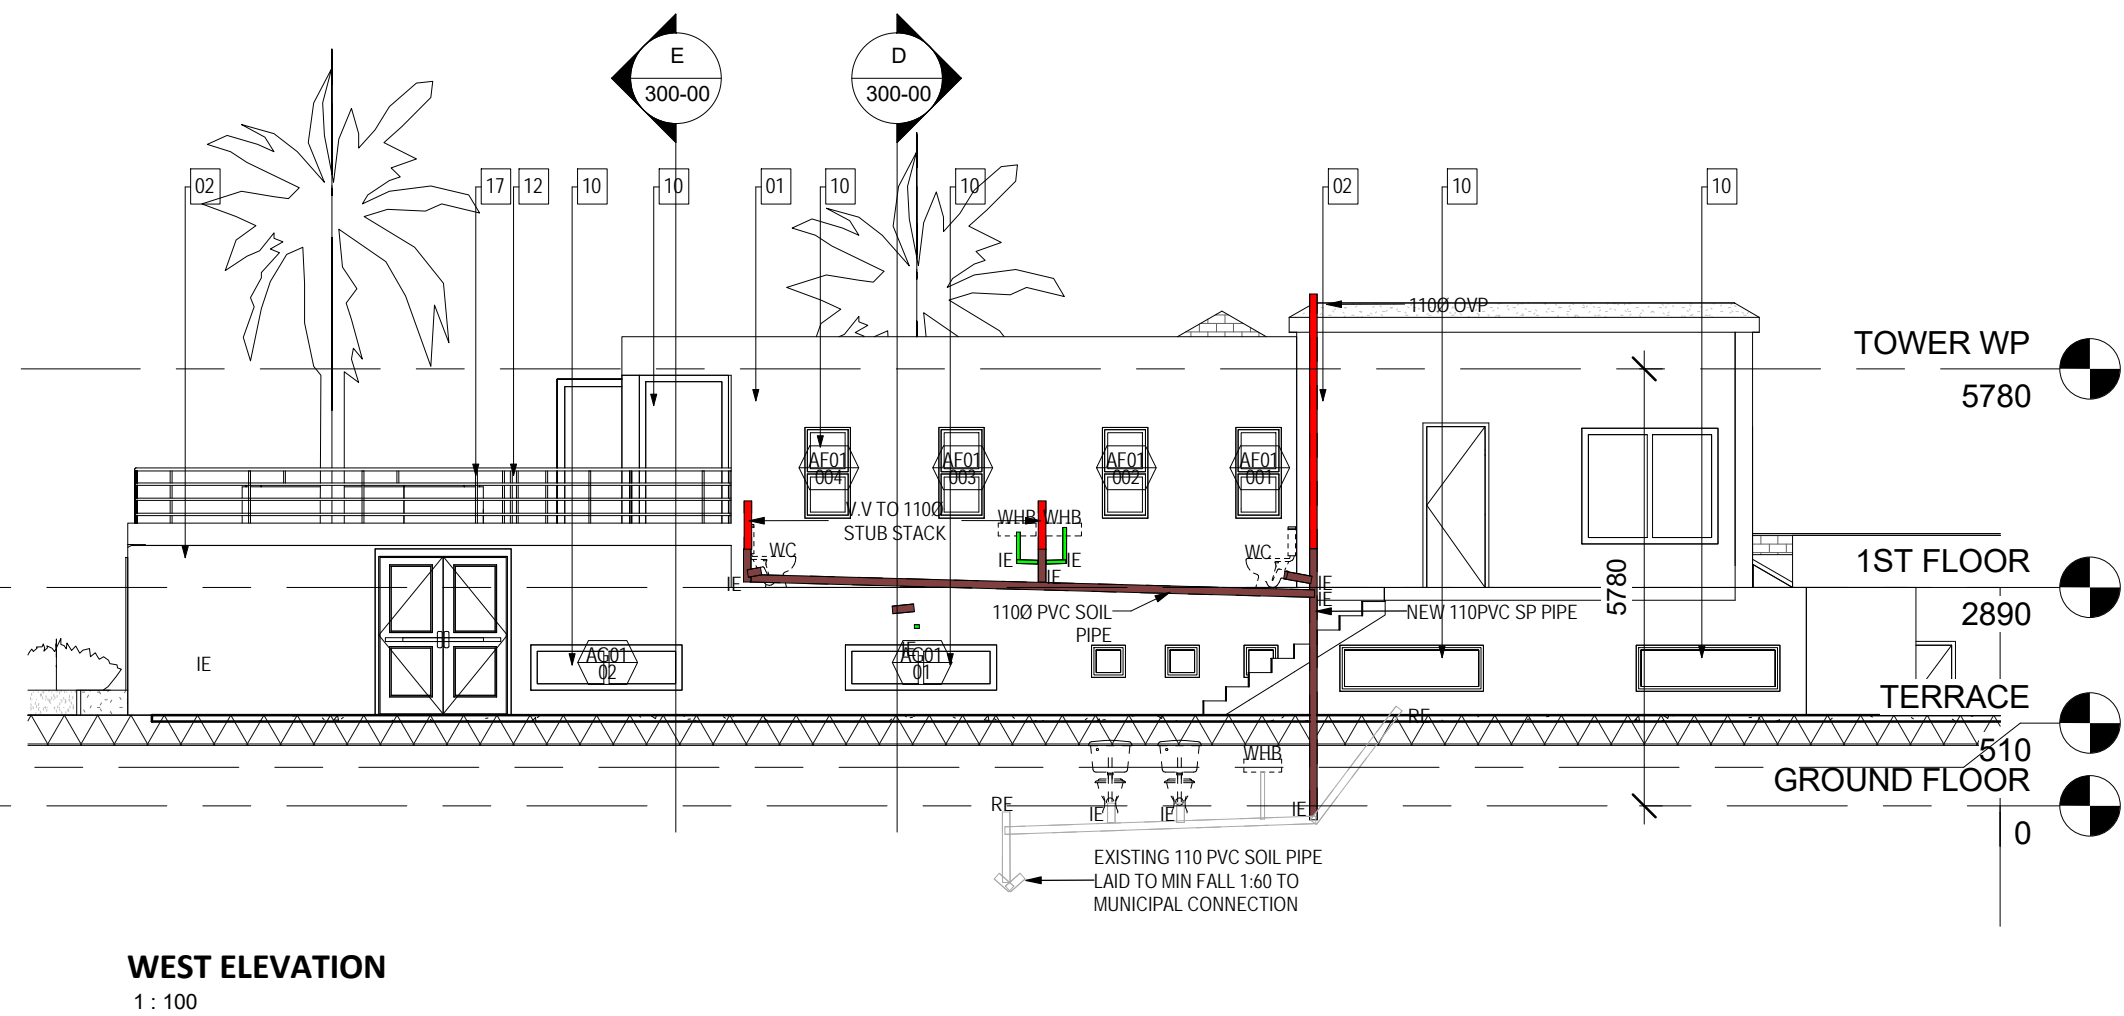 E
300-00
D
300-00
02
17
12
10
10
01
10
10
02
10
10
110Ø OVP
TOWER WP
5780
AF01
004
AF01
003
AF01
002
AF01
001
V.V TO 110Ø
STUB STACK
WHB
WHB
WC
WC
IE
IE
IE
IE
IE
IE
1ST FLOOR
2890
5780
110Ø PVC SOIL
PIPE
NEW 110PVC SP PIPE
IE
AG01
02
IE
AG01
01
TERRACE
510
RE
WHB
GROUND FLOOR
0
RE
IE
IE
IE
EXISTING 110 PVC SOIL PIPE
LAID TO MIN FALL 1:60 TO
MUNICIPAL CONNECTION
WEST ELEVATION
1 : 100